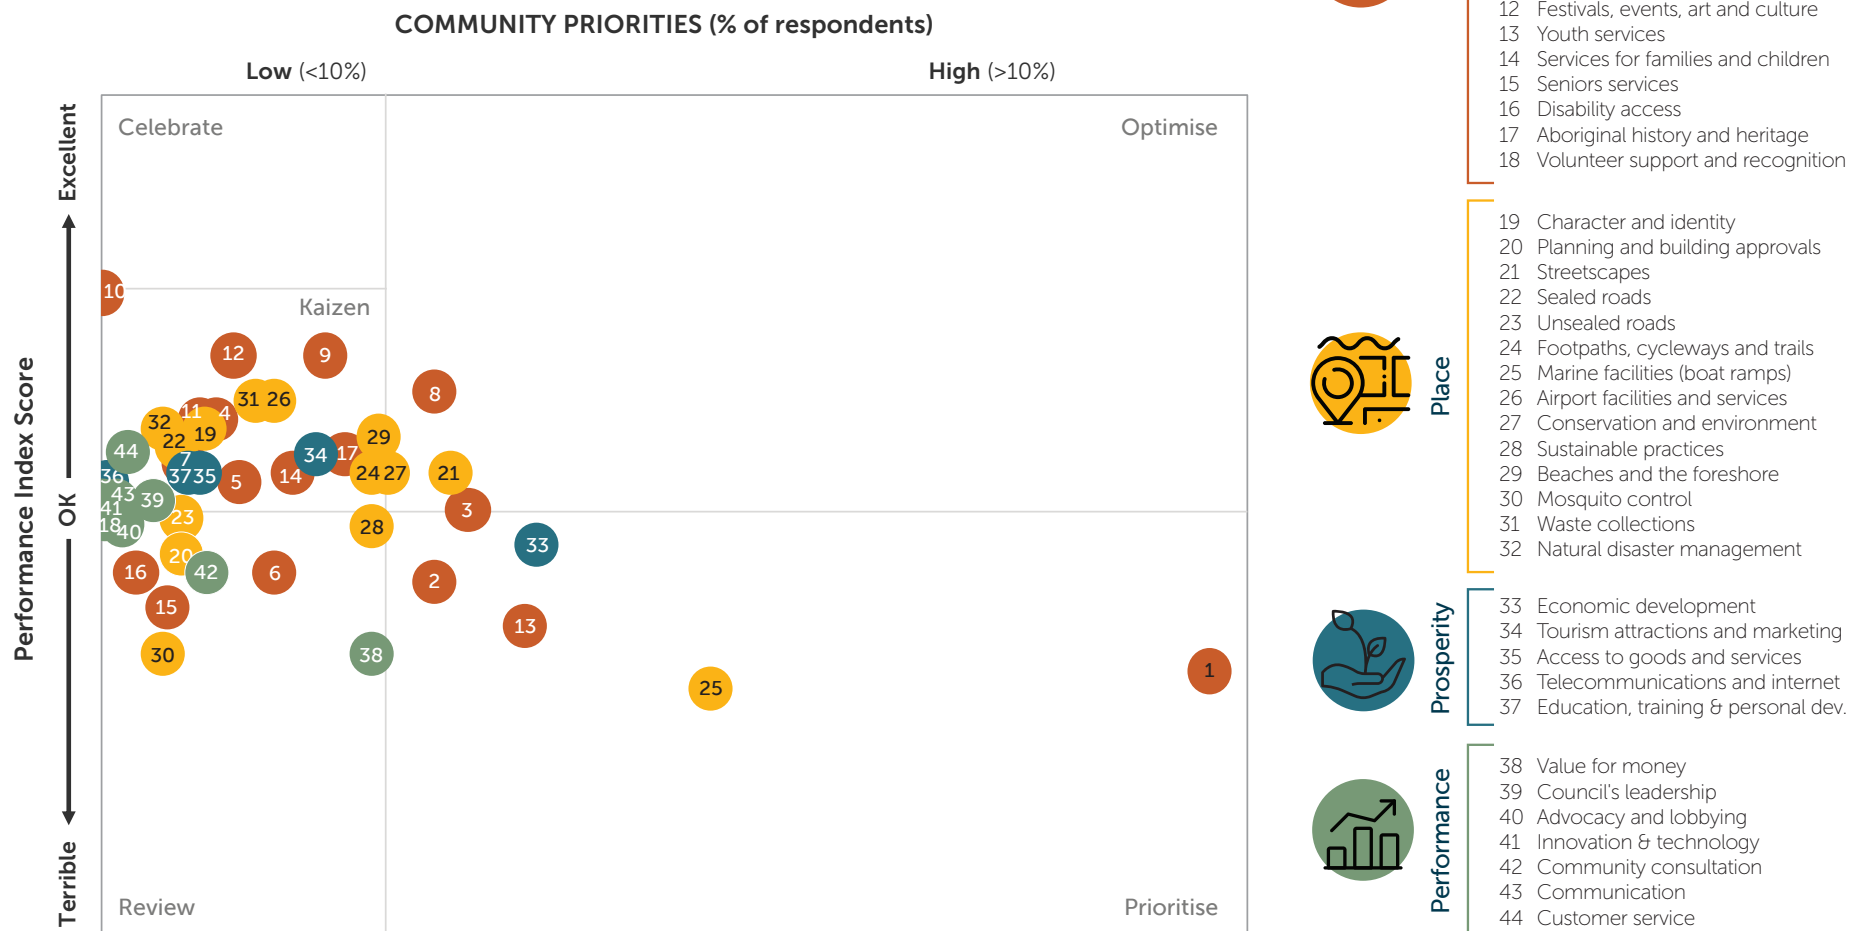 COMMUNITY PRIORITIES (% of respondents)
Low (<10%)
High (>10%)
Performance Index Score
Excellent
OK
Terrible
Celebrate
Optimise
Kaizen
Review
Prioritise
10
12
9
8
31
26
11
4
32
19
22
29
44
7
34
17
36
37
35
5
14
24
27
21
43
39
41
3
18
40
23
28
20
33
16
42
6
2
15
13
30
38
25
1
12 Festivals, events, art and culture
13 Youth services
14 Services for families and children
15 Seniors services
16 Disability access
17 Aboriginal history and heritage
18 Volunteer support and recognition
Place
19 Character and identity
20 Planning and building approvals
21 Streetscapes
22 Sealed roads
23 Unsealed roads
24 Footpaths, cycleways and trails
25 Marine facilities (boat ramps)
26 Airport facilities and services
27 Conservation and environment
28 Sustainable practices
29 Beaches and the foreshore
30 Mosquito control
31 Waste collections
32 Natural disaster management
Prosperity
33 Economic development
34 Tourism attractions and marketing
35 Access to goods and services
36 Telecommunications and internet
37 Education, training & personal dev.
Performance
38 Value for money
39 Council's leadership
40 Advocacy and lobbying
41 Innovation & technology
42 Community consultation
43 Communication
44 Customer service